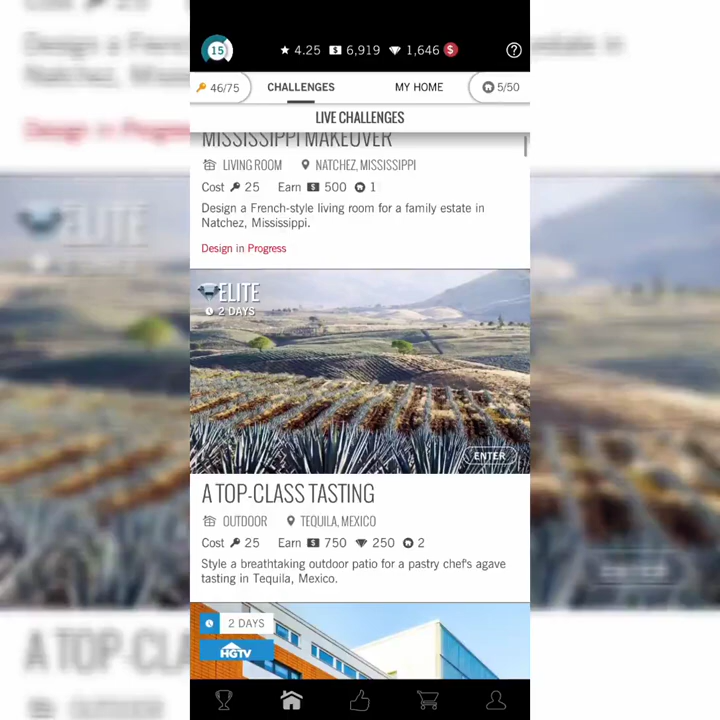 15 4.25 6,919 1,646
46/75 CHALLENGES MY HOME 5/50
LIVE CHALLENGES
MISSISSIPPI MAKEOVER
LIVING ROOM NATCHEZ, MISSISSIPPI
Cost 25 Earn 500 1
Design a French-style living room for a family estate in
Natchez, Mississippi.
Design in Progress
ELITE
2 DAYS
ENTER
A TOP-CLASS TASTING
OUTDOOR TEQUILA, MEXICO
Cost 25 Earn 750 250 2
Style a breathtaking outdoor patio for a pastry chef's agave
tasting in Tequila, Mexico.
2 DAYS
HGTV